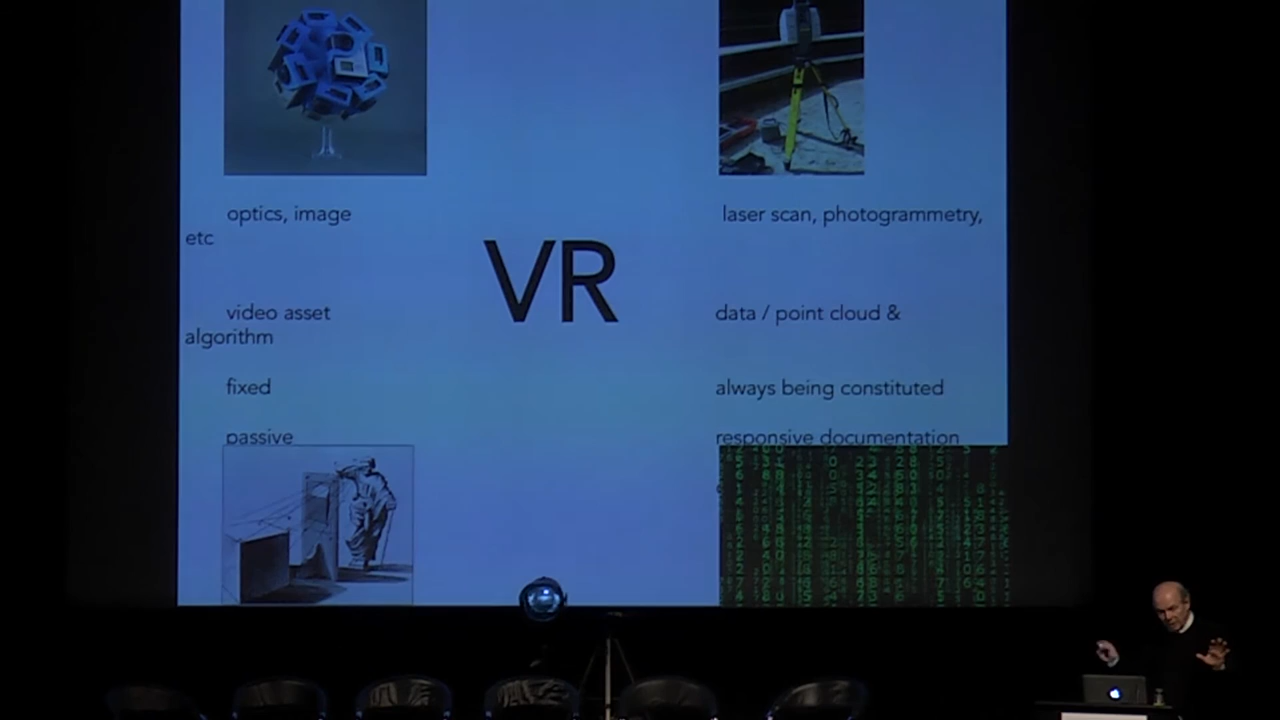 optics, image laser scan, photogrammetry,
etc
VR
video asset data / point cloud &
algorithm
fixed always being constituted
passive responsive documentation